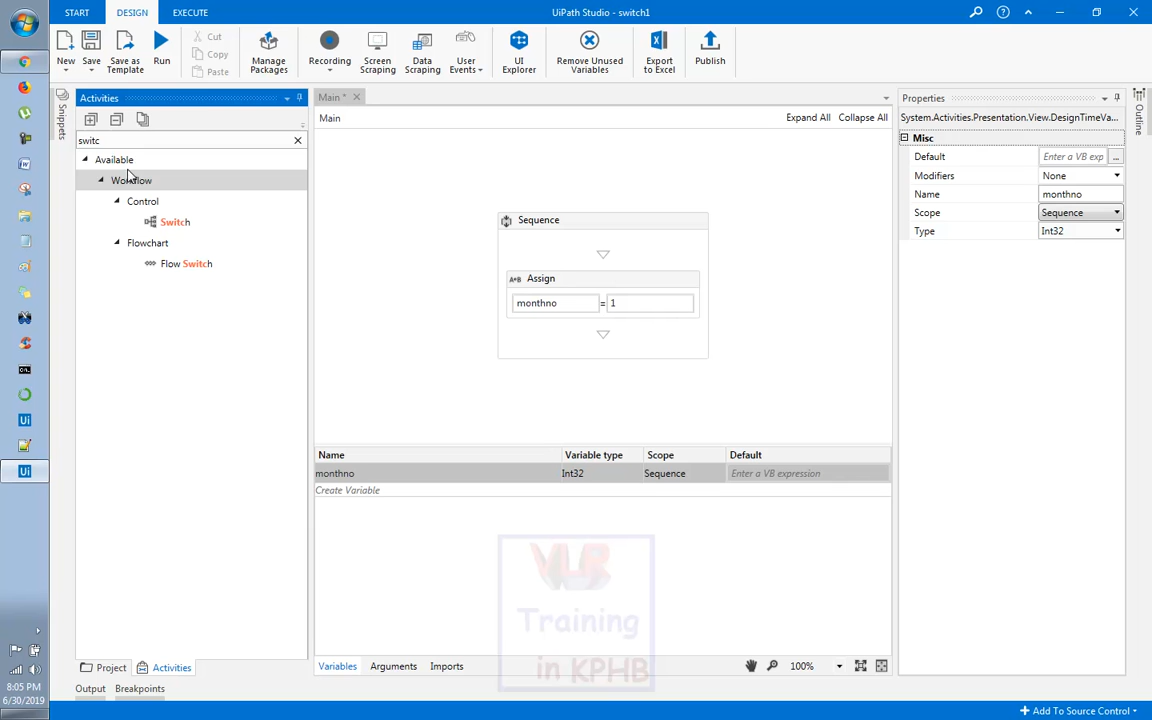 START
DESIGN
EXECUTE
UiPath Studio - switch1
New
Save
Save as Template
Run
Cut
Copy
Paste
Manage Packages
Recording
Screen Scraping
Data Scraping
User Events
UI Explorer
Remove Unused Variables
Export to Excel
Publish
Snippets
Activities
switc
Available
Workflow
Control
Switch
Flowchart
Flow Switch
Project
Activities
Output
Breakpoints
Main *
Main
Expand All
Collapse All
Sequence
A+B Assign
monthno = 1
Name Variable type Scope Default
monthno Int32 Sequence Enter a VB expression
Create Variable
VLR
Training
in KPHB
Variables
Arguments
Imports
100%
Properties
System.Activities.Presentation.View.DesignTimeVa...
Misc
Default Enter a VB exp ...
Modifiers None
Name monthno
Scope Sequence
Type Int32
Outline
Ui
Ui
8:05 PM
6/30/2019
Add To Source Control